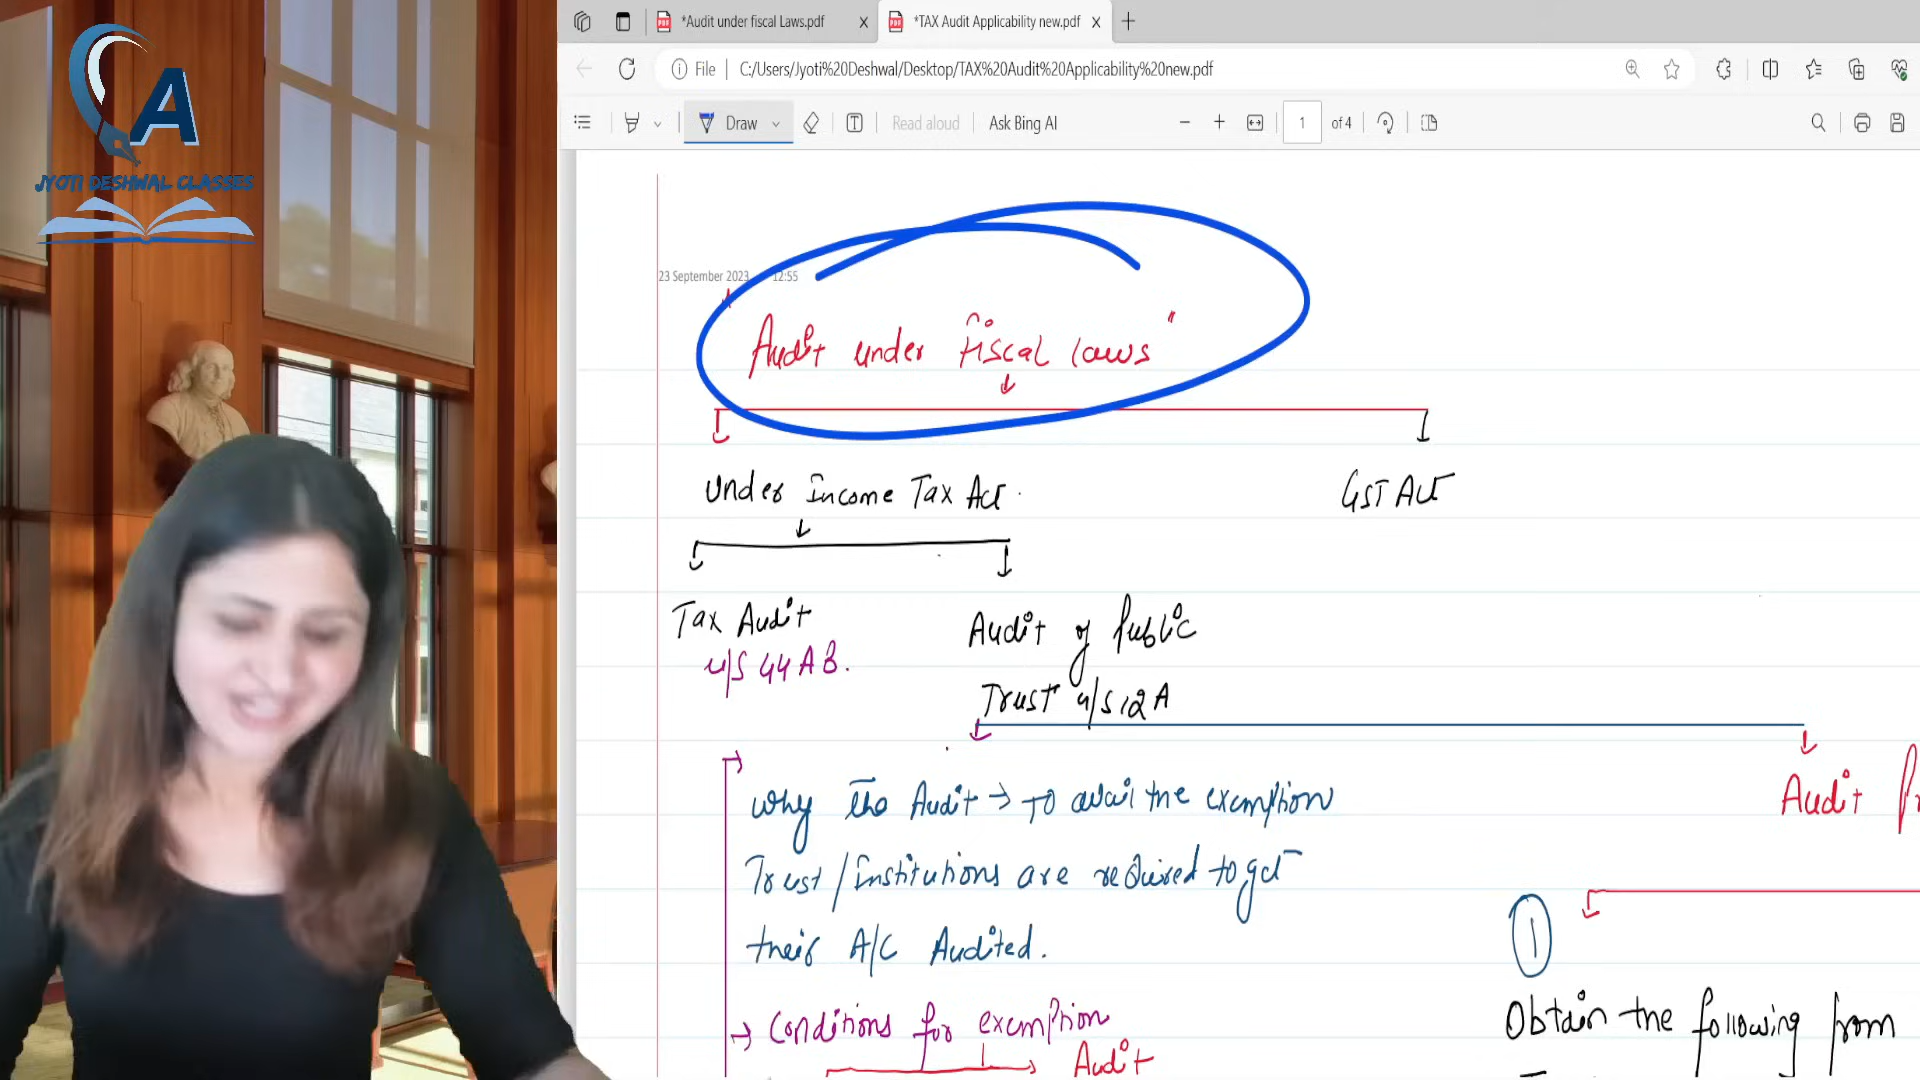 A
JYOTI DESHWAL CLASSES
*Audit under fiscal Laws.pdf
*TAX Audit Applicability new.pdf
File
C:/Users/Jyoti%20Deshwal/Desktop/TAX%20Audit%20Applicability%20new.pdf
Draw
Read aloud
Ask Bing AI
1 of 4
23 September 2023 12:55
Audit under Fiscal Laws"
Under Income Tax Act.
GST Act
Tax Audit
u/s 44AB.
Audit of Public
Trust u/s 12A
Why the Audit → To avail the exemption
Trust/Institutions are required to get
their A/C Audited.
→ Conditions for exemption
Audit
Audit
1
Obtain the following from